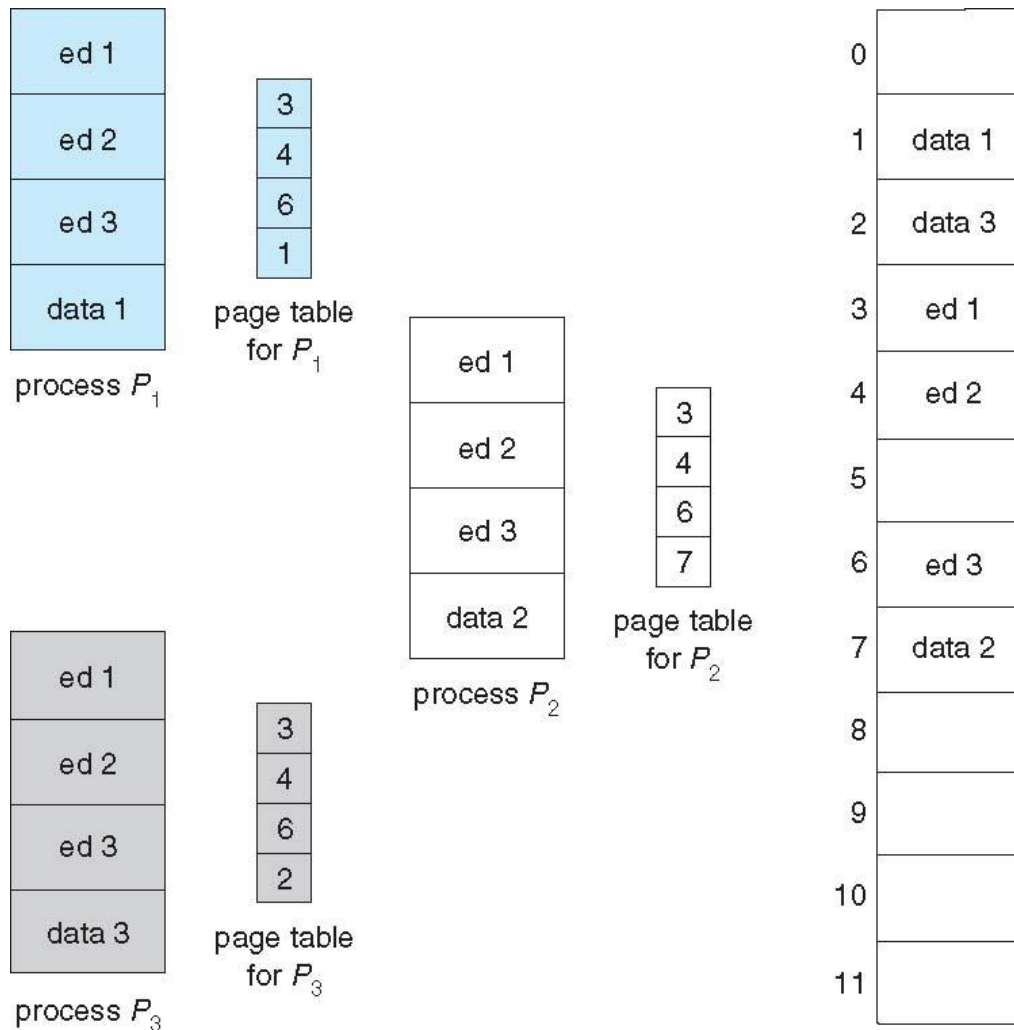 ed 1
ed 2
ed 3
data 1
process P₁
3
4
6
1
page table
for P₁
ed 1
ed 2
ed 3
data 2
process P₂
3
4
6
7
page table
for P₂
ed 1
ed 2
ed 3
data 3
process P₃
3
4
6
2
page table
for P₃
0
1 data 1
2 data 3
3 ed 1
4 ed 2
5
6 ed 3
7 data 2
8
9
10
11